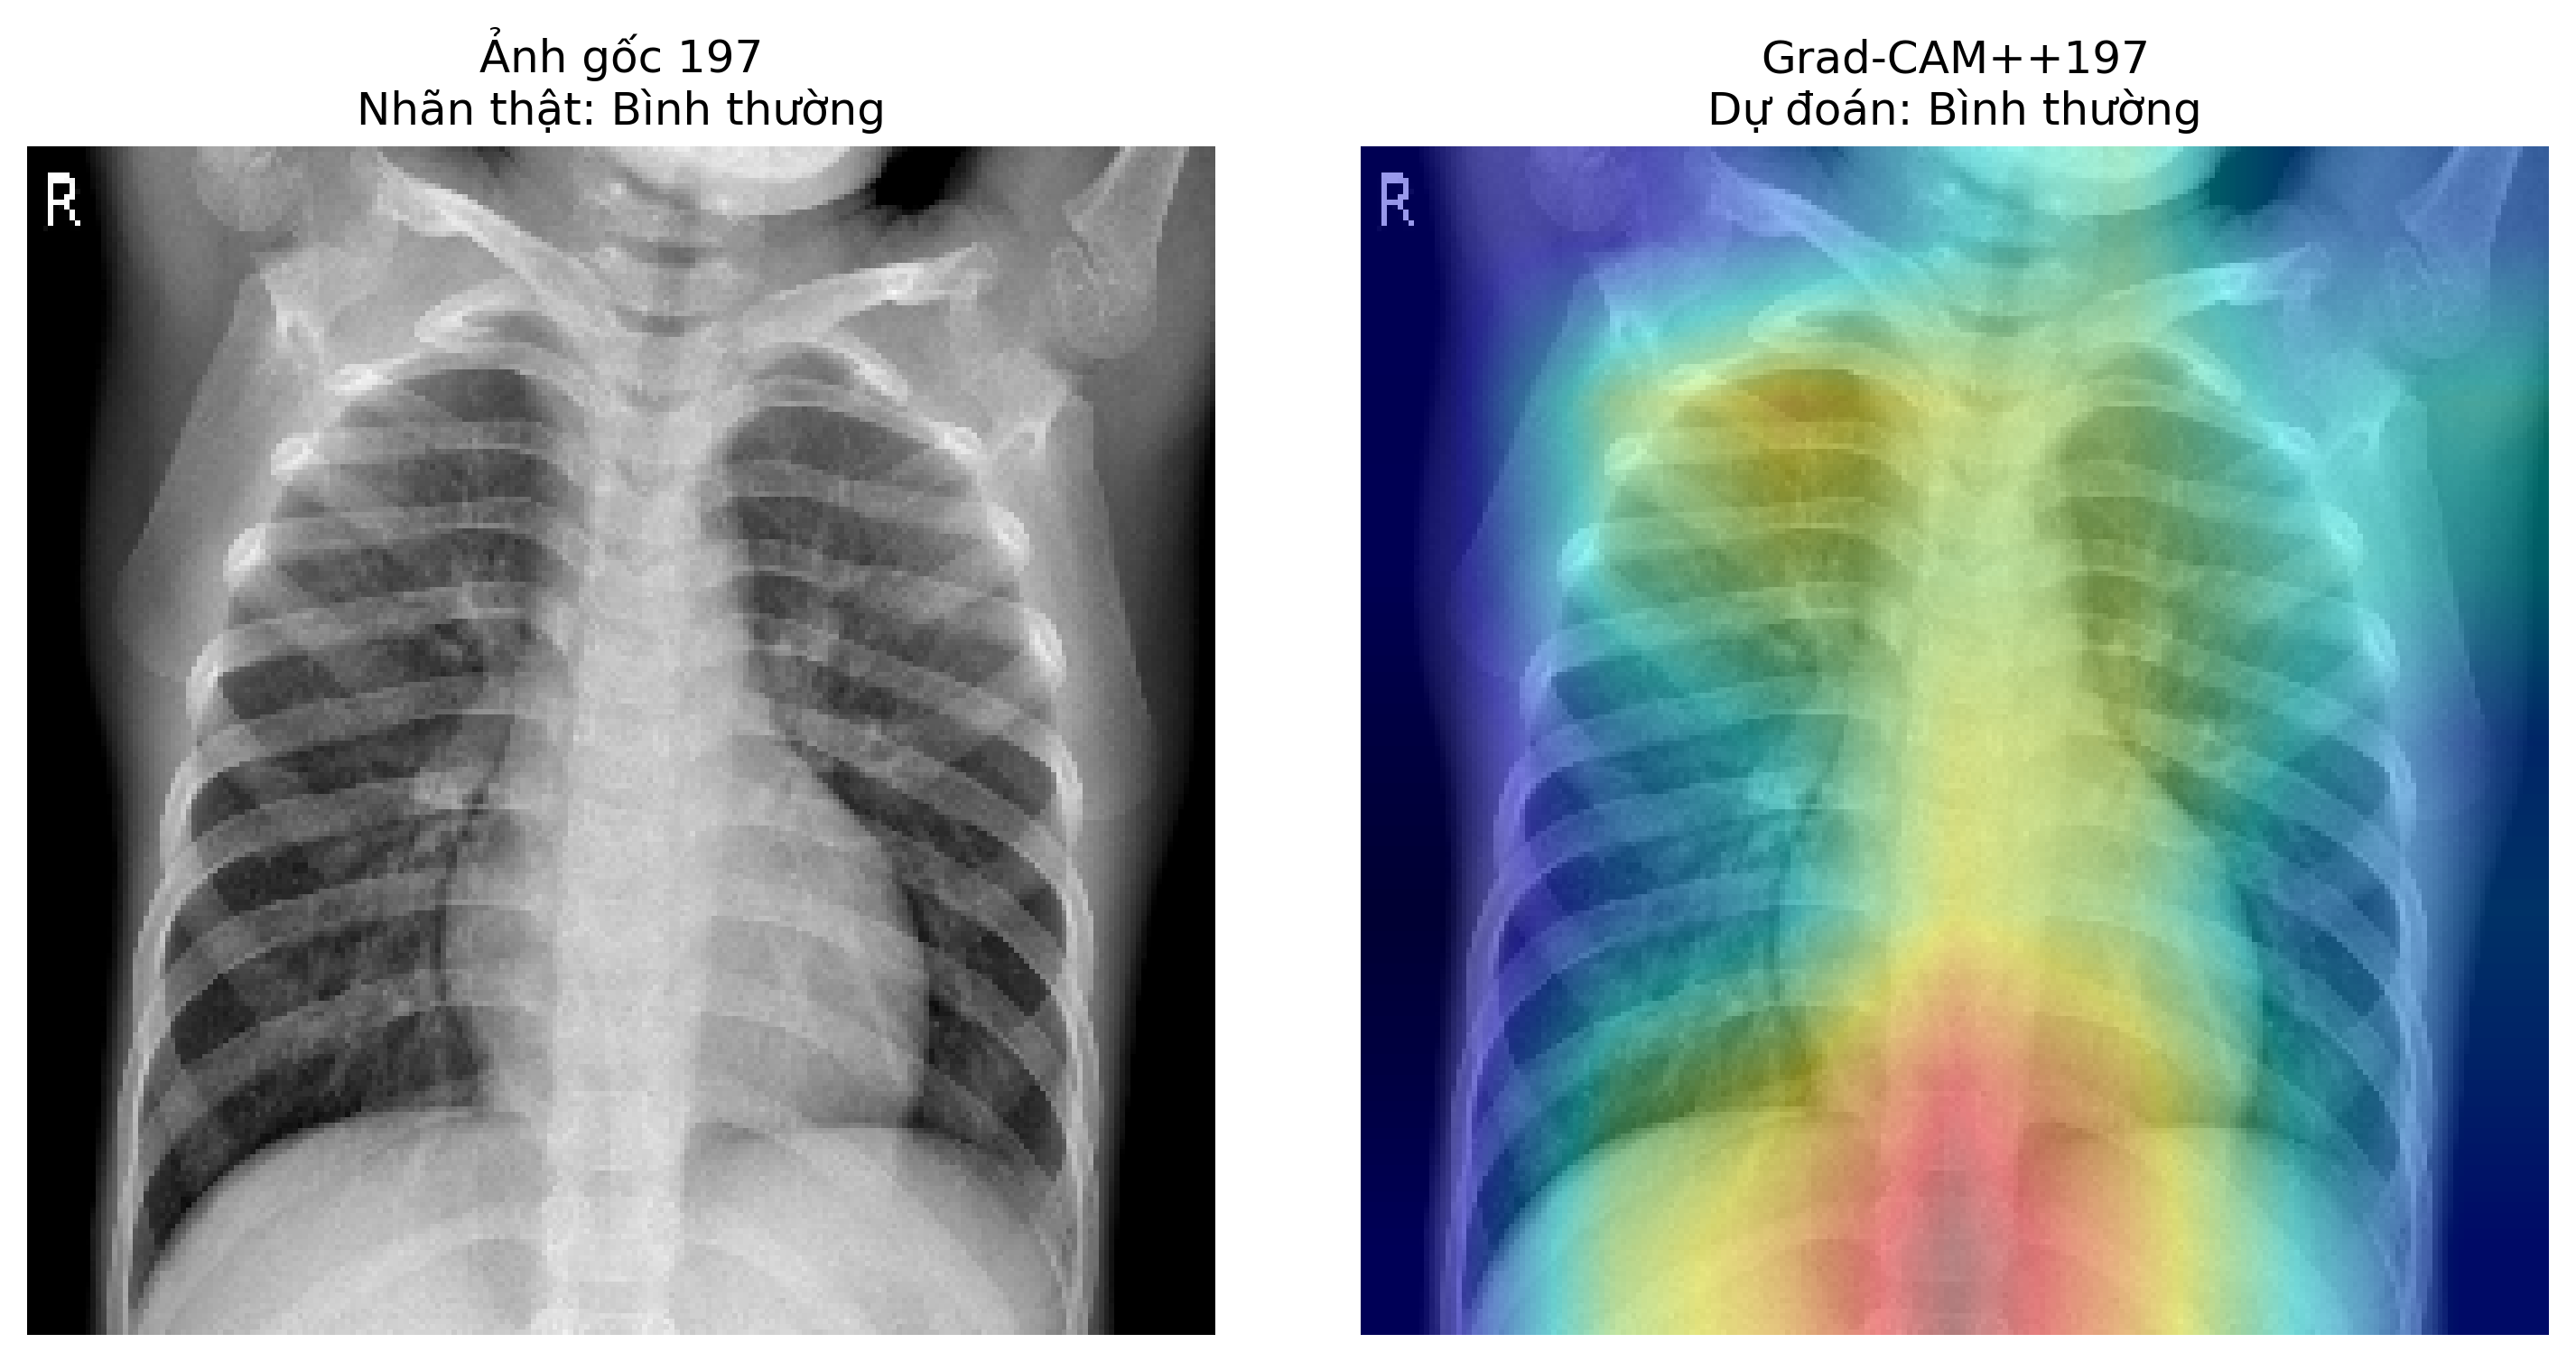 Ảnh gốc 197
Nhãn thật: Bình thường
Grad-CAM++197
Dự đoán: Bình thường
R
R